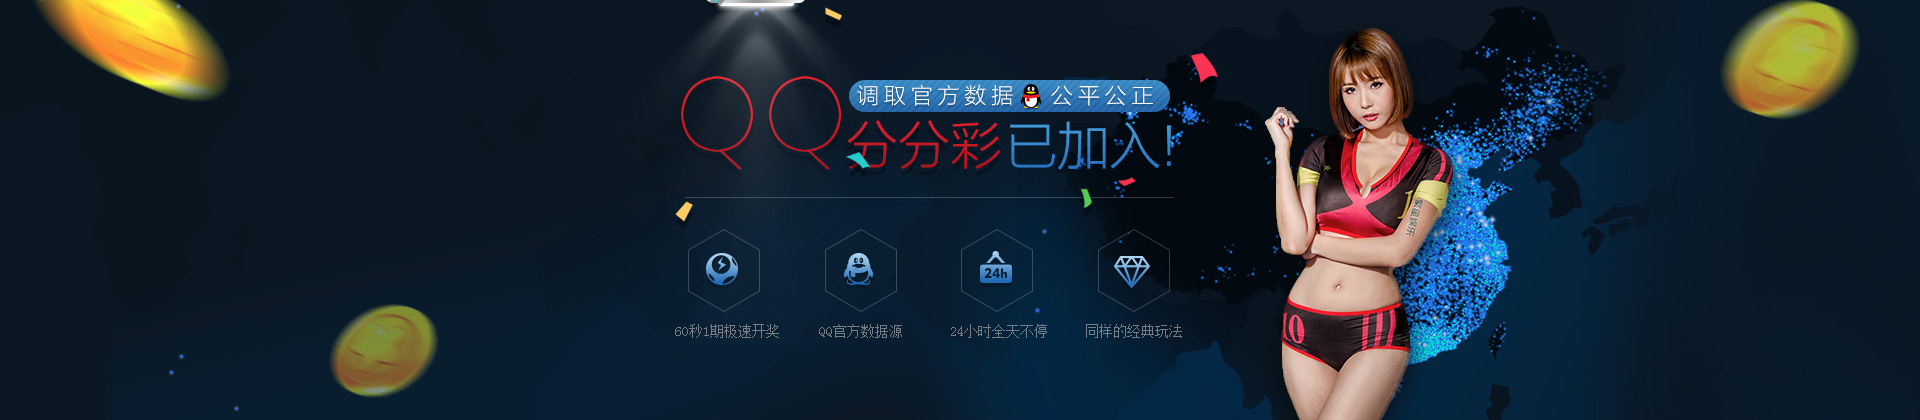 调取官方数据 公平公正
QQ分分彩已加入!
24h
60秒1期极速开奖
QQ官方数据源
24小时全天不停
同样的经典玩法
10